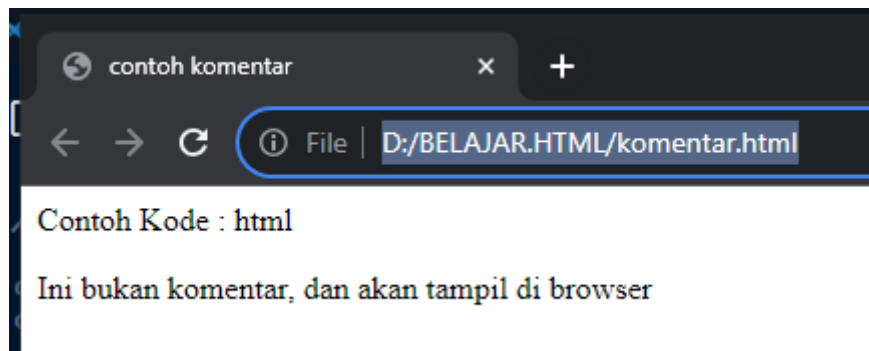 contoh komentar
File D:/BELAJAR.HTML/komentar.html
Contoh Kode : html
Ini bukan komentar, dan akan tampil di browser